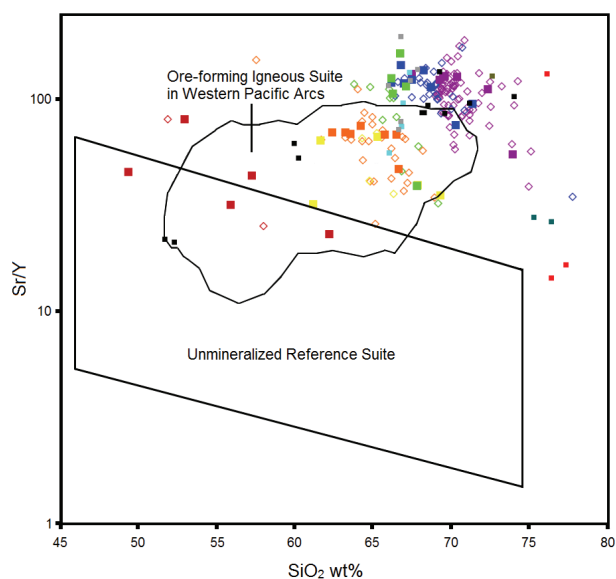 Ore-forming Igneous Suite
in Western Pacific Arcs
100
Sr/Y
10
Unmineralized Reference Suite
1
45 50 55 60 65 70 75 80
SiO₂ wt%